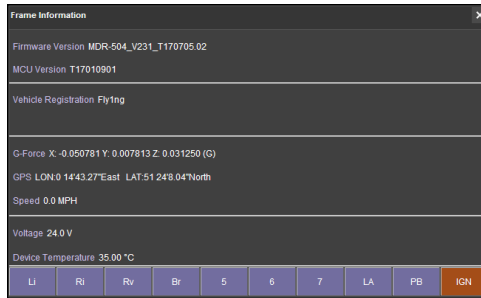 Frame Information X
Firmware Version MDR-504_V231_T170705.02
MCU Version T17010901
Vehicle Registration Fly1ng
G-Force X: -0.050781 Y: 0.007813 Z: 0.031250 (G)
GPS LON:0 14'43.27"East LAT:51 24'8.04"North
Speed 0.0 MPH
Voltage 24.0 V
Device Temperature 35.00 °C
Li Ri Rv Br 5 6 7 LA PB IGN